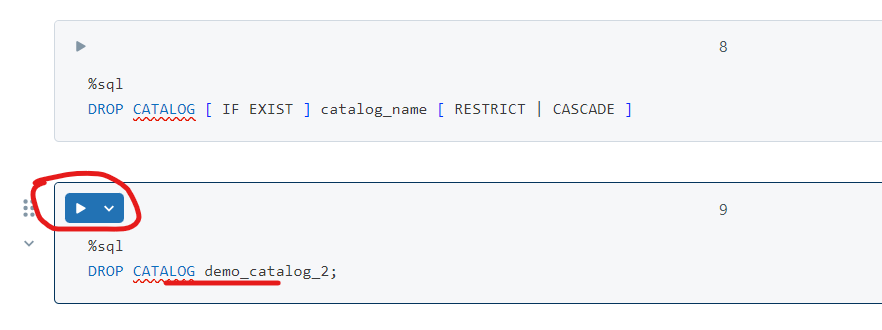 8
%sql
DROP CATALOG [ IF EXIST ] catalog_name [ RESTRICT | CASCADE ]
9
%sql
DROP CATALOG demo_catalog_2;